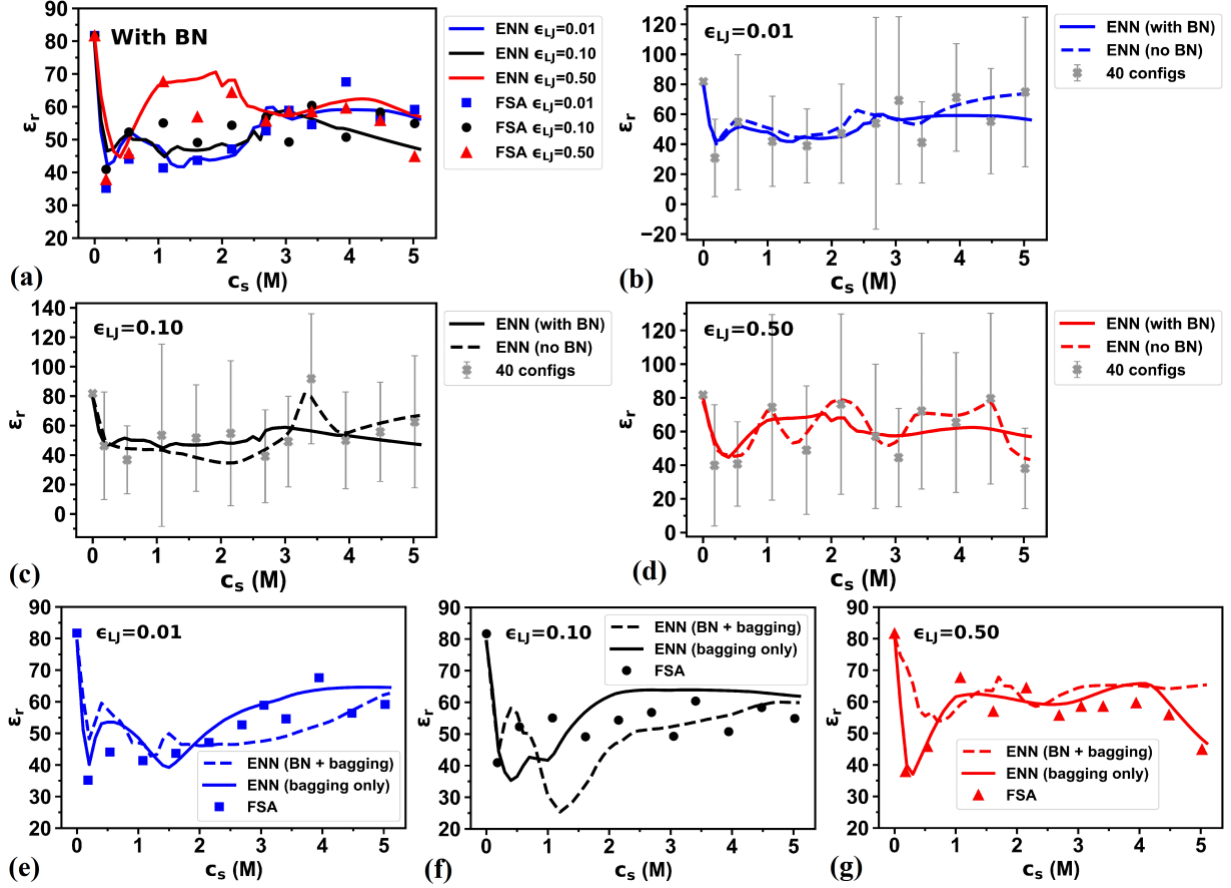 With BN
90
80
70
60
50
40
30
20
0
1
2
3
4
5
εr
cs (M)
(a)
ENN ϵLJ=0.01
ENN ϵLJ=0.10
ENN ϵLJ=0.50
FSA ϵLJ=0.01
FSA ϵLJ=0.10
FSA ϵLJ=0.50
ϵLJ=0.01
120
100
80
60
40
20
0
−20
0
1
2
3
4
5
εr
cs (M)
(b)
ENN (with BN)
ENN (no BN)
40 configs
ϵLJ=0.10
140
120
100
80
60
40
20
0
0
1
2
3
4
5
εr
cs (M)
(c)
ENN (with BN)
ENN (no BN)
40 configs
ϵLJ=0.50
120
100
80
60
40
20
0
0
1
2
3
4
5
εr
cs (M)
(d)
ENN (with BN)
ENN (no BN)
40 configs
ϵLJ=0.01
90
80
70
60
50
40
30
20
0
1
2
3
4
5
εr
cs (M)
(e)
ENN (BN + bagging)
ENN (bagging only)
FSA
ϵLJ=0.10
90
80
70
60
50
40
30
20
0
1
2
3
4
5
εr
cs (M)
(f)
ENN (BN + bagging)
ENN (bagging only)
FSA
ϵLJ=0.50
90
80
70
60
50
40
30
20
0
1
2
3
4
5
εr
cs (M)
(g)
ENN (BN + bagging)
ENN (bagging only)
FSA